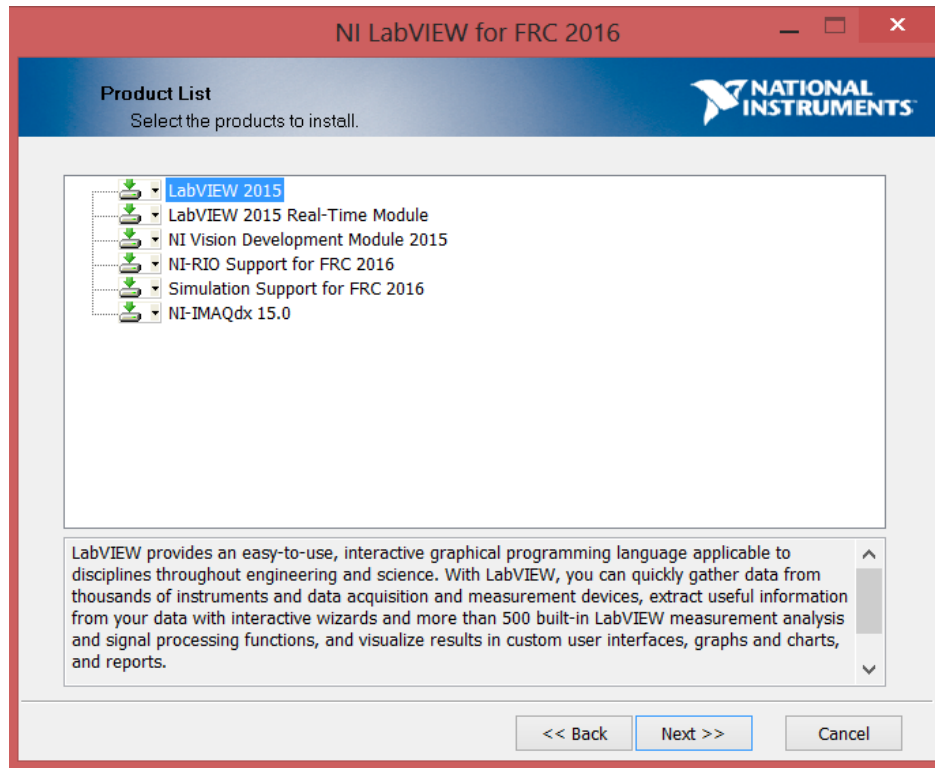 NI LabVIEW for FRC 2016
Product List
Select the products to install.
NATIONAL
INSTRUMENTS
LabVIEW 2015
LabVIEW 2015 Real-Time Module
NI Vision Development Module 2015
NI-RIO Support for FRC 2016
Simulation Support for FRC 2016
NI-IMAQdx 15.0
LabVIEW provides an easy-to-use, interactive graphical programming language applicable to
disciplines throughout engineering and science. With LabVIEW, you can quickly gather data from
thousands of instruments and data acquisition and measurement devices, extract useful information
from your data with interactive wizards and more than 500 built-in LabVIEW measurement analysis
and signal processing functions, and visualize results in custom user interfaces, graphs and charts,
and reports.
<< Back Next >> Cancel